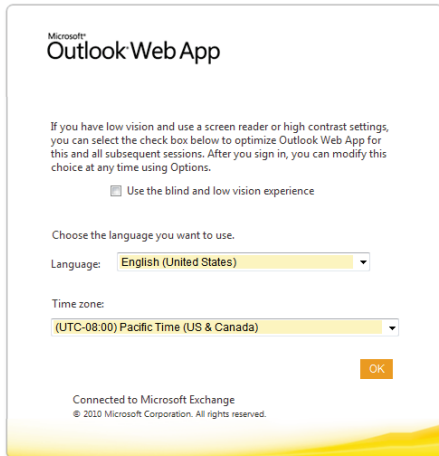 Microsoft®
Outlook Web App
If you have low vision and use a screen reader or high contrast settings,
you can select the check box below to optimize Outlook Web App for
this and all subsequent sessions. After you sign in, you can modify this
choice at any time using Options.
Use the blind and low vision experience
Choose the language you want to use.
Language: English (United States)
Time zone:
(UTC-08:00) Pacific Time (US & Canada)
OK
Connected to Microsoft Exchange
© 2010 Microsoft Corporation. All rights reserved.